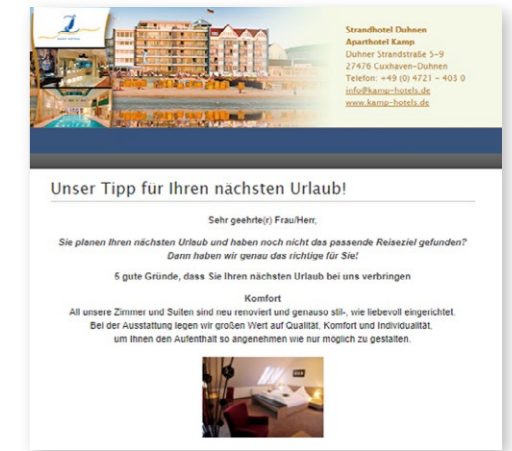 Strandhotel Duhnen
Aparthotel Kamp
Duhner Strandstraße 5-9
27476 Cuxhaven-Duhnen
Telefon: +49 (0) 4721 - 403 0
info@kamp-hotels.de
www.kamp-hotels.de
Unser Tipp für Ihren nächsten Urlaub!
Sehr geehrte(r) Frau/Herr,
Sie planen Ihren nächsten Urlaub und haben noch nicht das passende Reiseziel gefunden?
Dann haben wir genau das richtige für Sie!
5 gute Gründe, dass Sie Ihren nächsten Urlaub bei uns verbringen
Komfort
All unsere Zimmer und Suiten sind neu renoviert und genauso stil-, wie liebevoll eingerichtet.
Bei der Ausstattung legen wir großen Wert auf Qualität, Komfort und Individualität,
um Ihnen den Aufenthalt so angenehmen wie nur möglich zu gestalten.